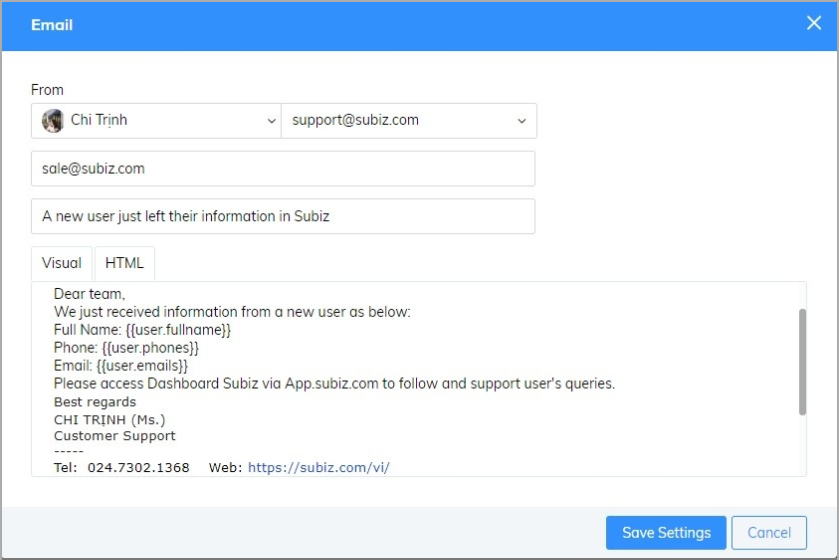 Email
From
Chi Trịnh support@subiz.com
sale@subiz.com
A new user just left their information in Subiz
Visual HTML
Dear team,
We just received information from a new user as below:
Full Name: {{user.fullname}}
Phone: {{user.phones}}
Email: {{user.emails}}
Please access Dashboard Subiz via App.subiz.com to follow and support user's queries.
Best regards
CHI TRỊNH (Ms.)
Customer Support
-----
Tel: 024.7302.1368 Web: https://subiz.com/vi/
Save Settings Cancel